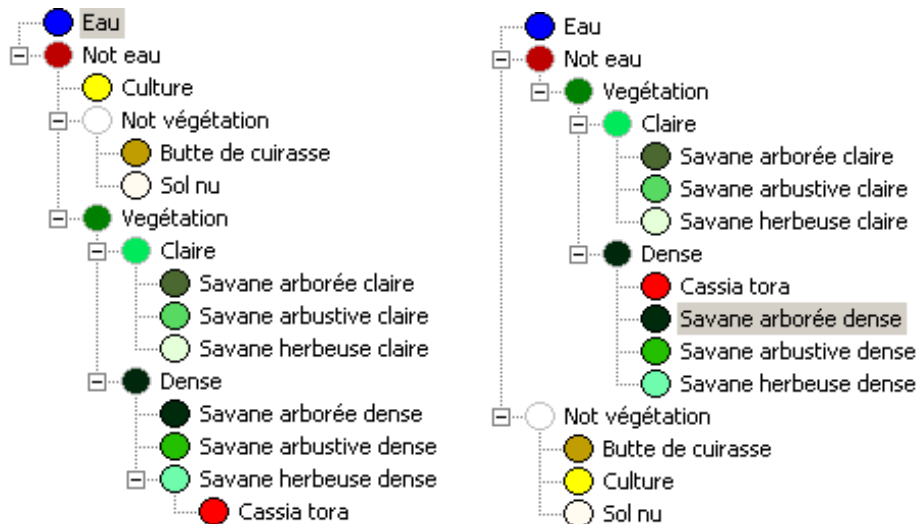 Eau
Not eau
Culture
Not végétation
Butte de cuirasse
Sol nu
Vegétation
Claire
Savane arborée claire
Savane arbustive claire
Savane herbeuse claire
Dense
Savane arborée dense
Savane arbustive dense
Savane herbeuse dense
Cassia tora
Eau
Not eau
Vegétation
Claire
Savane arborée claire
Savane arbustive claire
Savane herbeuse claire
Dense
Cassia tora
Savane arborée dense
Savane arbustive dense
Savane herbeuse dense
Not végétation
Butte de cuirasse
Culture
Sol nu